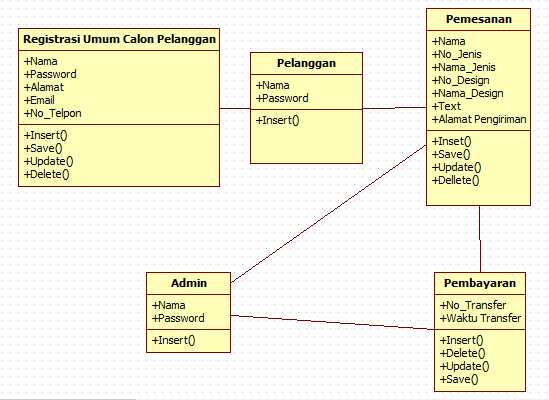 Registrasi Umum Calon Pelanggan
+Nama
+Password
+Alamat
+Email
+No_Telpon
+Insert()
+Save()
+Update()
+Delete()
Pelanggan
+Nama
+Password
+Insert()
Pemesanan
+Nama
+No_Jenis
+Nama_Jenis
+No_Design
+Nama_Design
+Text
+Alamat Pengiriman
+Inset()
+Save()
+Update()
+Dellete()
Admin
+Nama
+Password
+Insert()
Pembayaran
+No_Transfer
+Waktu Transfer
+Insert()
+Delete()
+Update()
+Save()